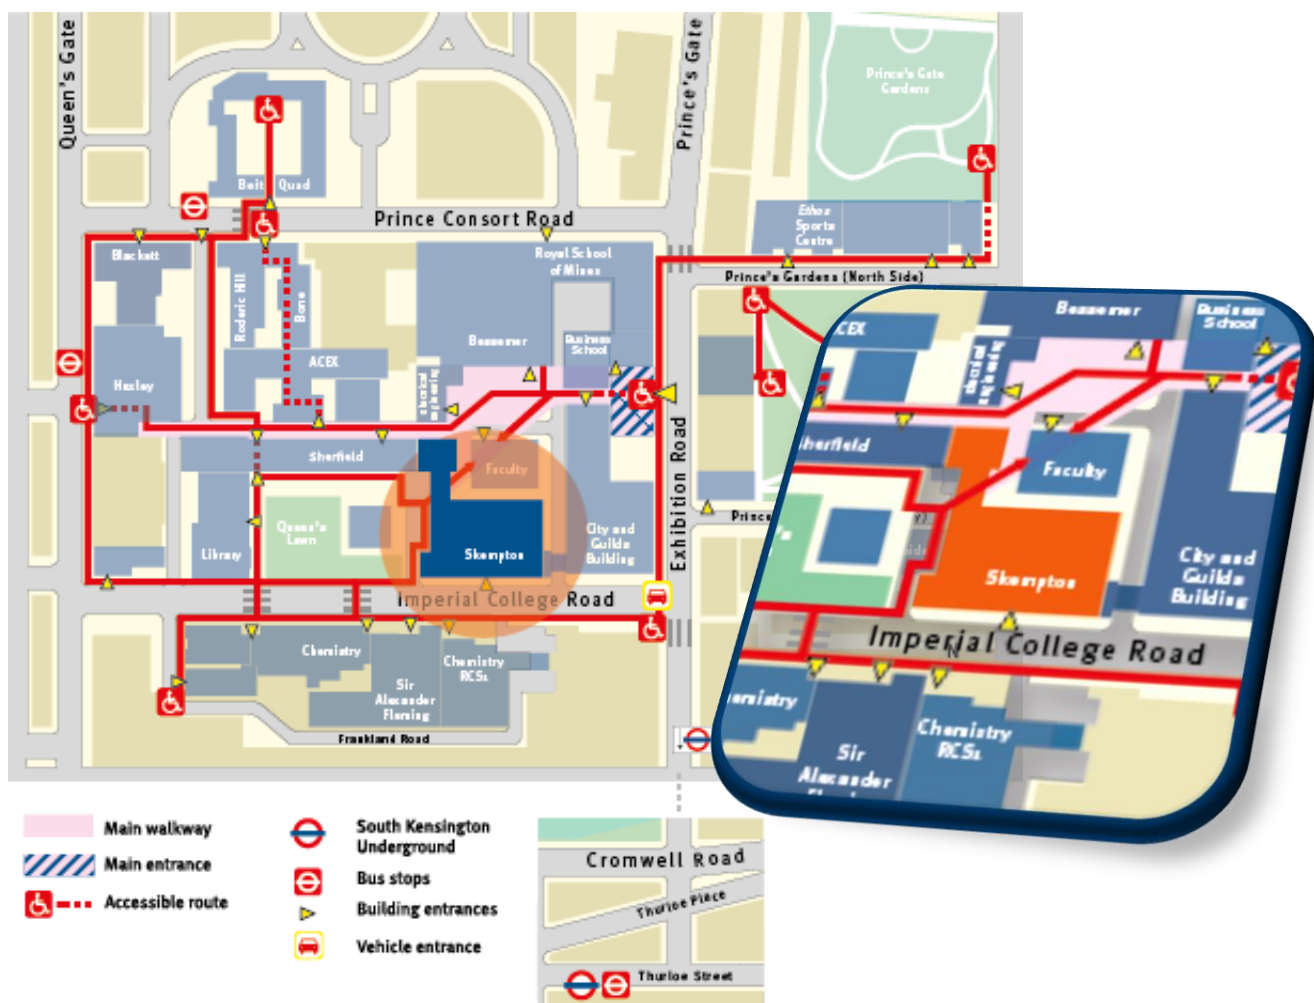 Queen's Gate
Prince's Gate
Prince's Gate
Gardens
Beit Quad
Prince Consort Road
Ethos
Sports
Centre
Blackett
Royal School
of Mines
Prince's Gardens (North Side)
Roderic Hill
Bone
Bessemer
Business
School
ACEX
Huxley
electrical
engineering
Sherfield
Faculty
Exhibition Road
Queen's
Lawn
Library
Skempton
City and
Guilds
Building
Imperial College Road
Chemistry
Chemistry
RCS1
Sir
Alexander
Fleming
Frankland Road
Bessemer
Business
School
ACEX
Sherfield
Faculty
Skempton
City and
Guilds
Building
Imperial College Road
N
emistry
Chemistry
RCS1
Sir
Alexander
Main walkway
Main entrance
Accessible route
South Kensington
Underground
Bus stops
Building entrances
Vehicle entrance
Cromwell Road
Thurloe Place
Thurloe Street